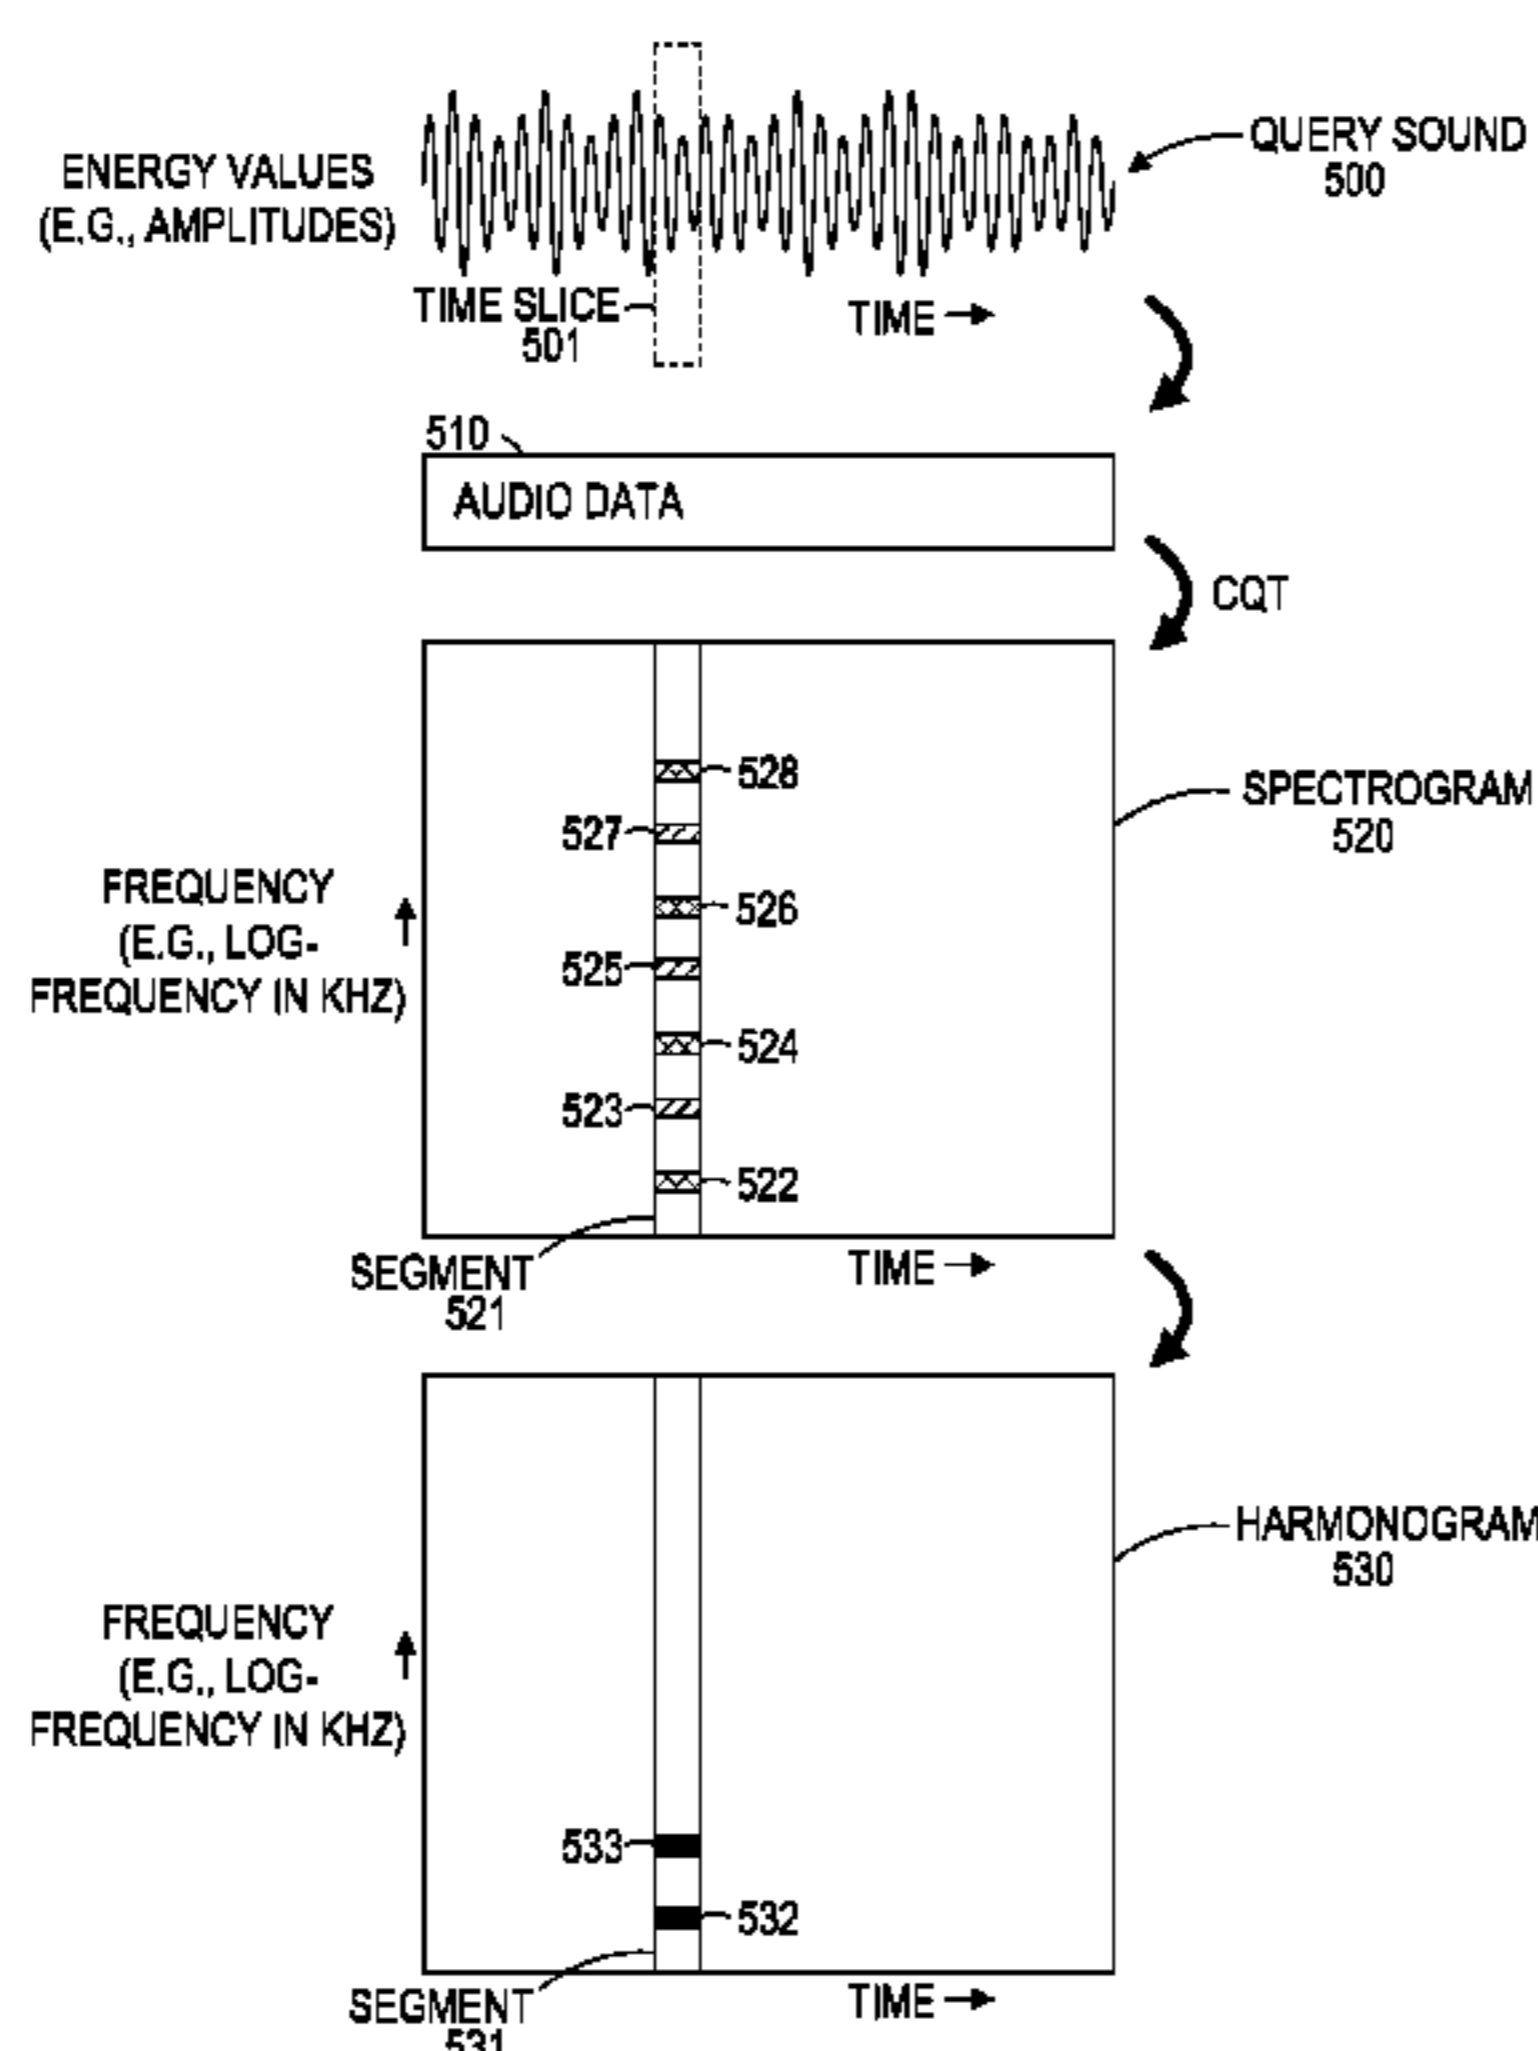 ENERGY VALUES
(E.G., AMPLITUDES)
QUERY SOUND
500
TIME SLICE
501
TIME
510
AUDIO DATA
CQT
528
527
526
525
524
523
522
FREQUENCY
(E.G., LOG-
FREQUENCY IN KHZ)
SPECTROGRAM
520
SEGMENT
521
TIME
HARMONOGRAM
530
FREQUENCY
(E.G., LOG-
FREQUENCY IN KHZ)
533
532
SEGMENT
531
TIME